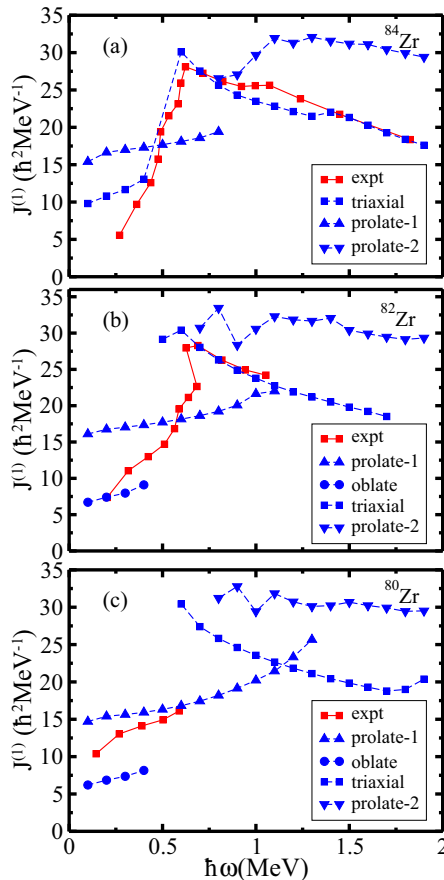 (a)
84Zr
J(1) (ħ2MeV-1)
35
30
25
20
15
10
5
0
expt
triaxial
prolate-1
prolate-2
(b)
82Zr
J(1) (ħ2MeV-1)
35
30
25
20
15
10
5
0
expt
prolate-1
oblate
triaxial
prolate-2
(c)
80Zr
J(1) (ħ2MeV-1)
35
30
25
20
15
10
5
0
expt
prolate-1
oblate
triaxial
prolate-2
0 0.5 1 1.5 2
ħω(MeV)